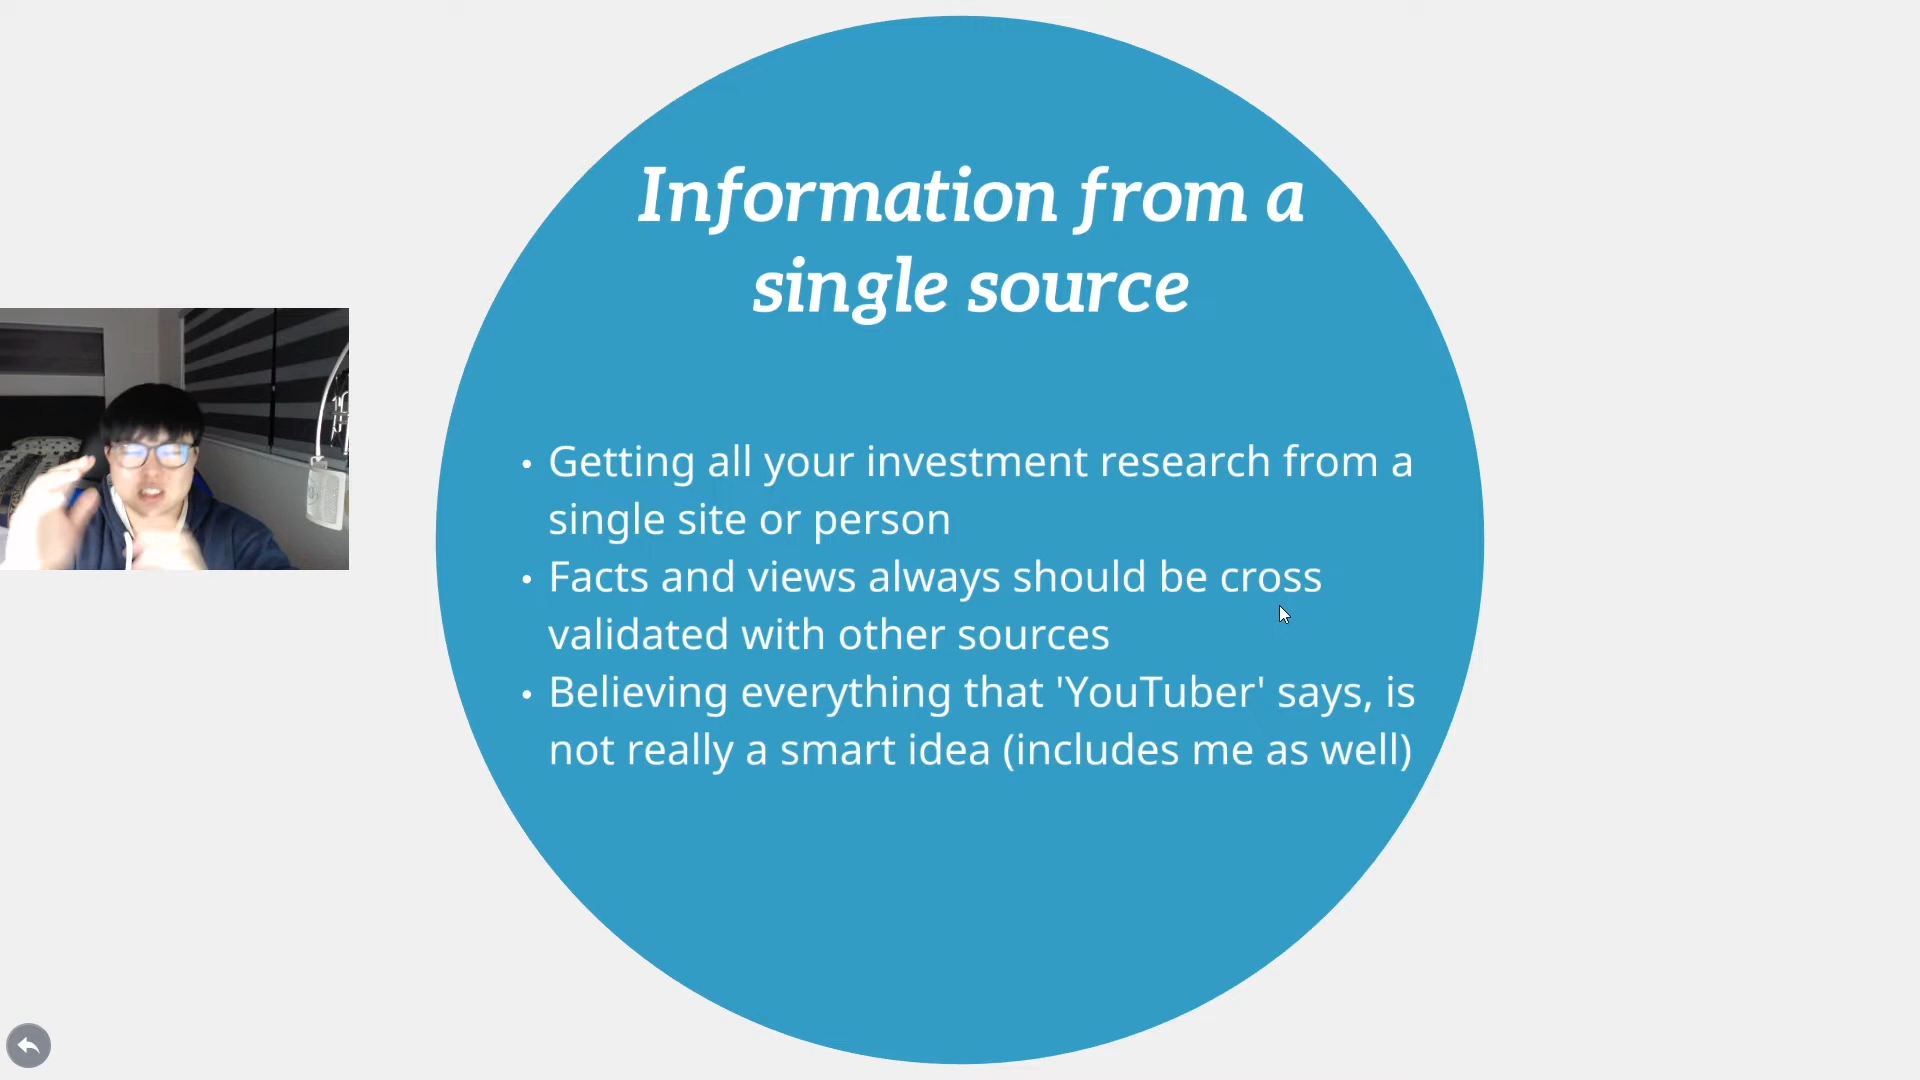 Information from a
single source
• Getting all your investment research from a
single site or person
• Facts and views always should be cross
validated with other sources
• Believing everything that 'YouTuber' says, is
not really a smart idea (includes me as well)